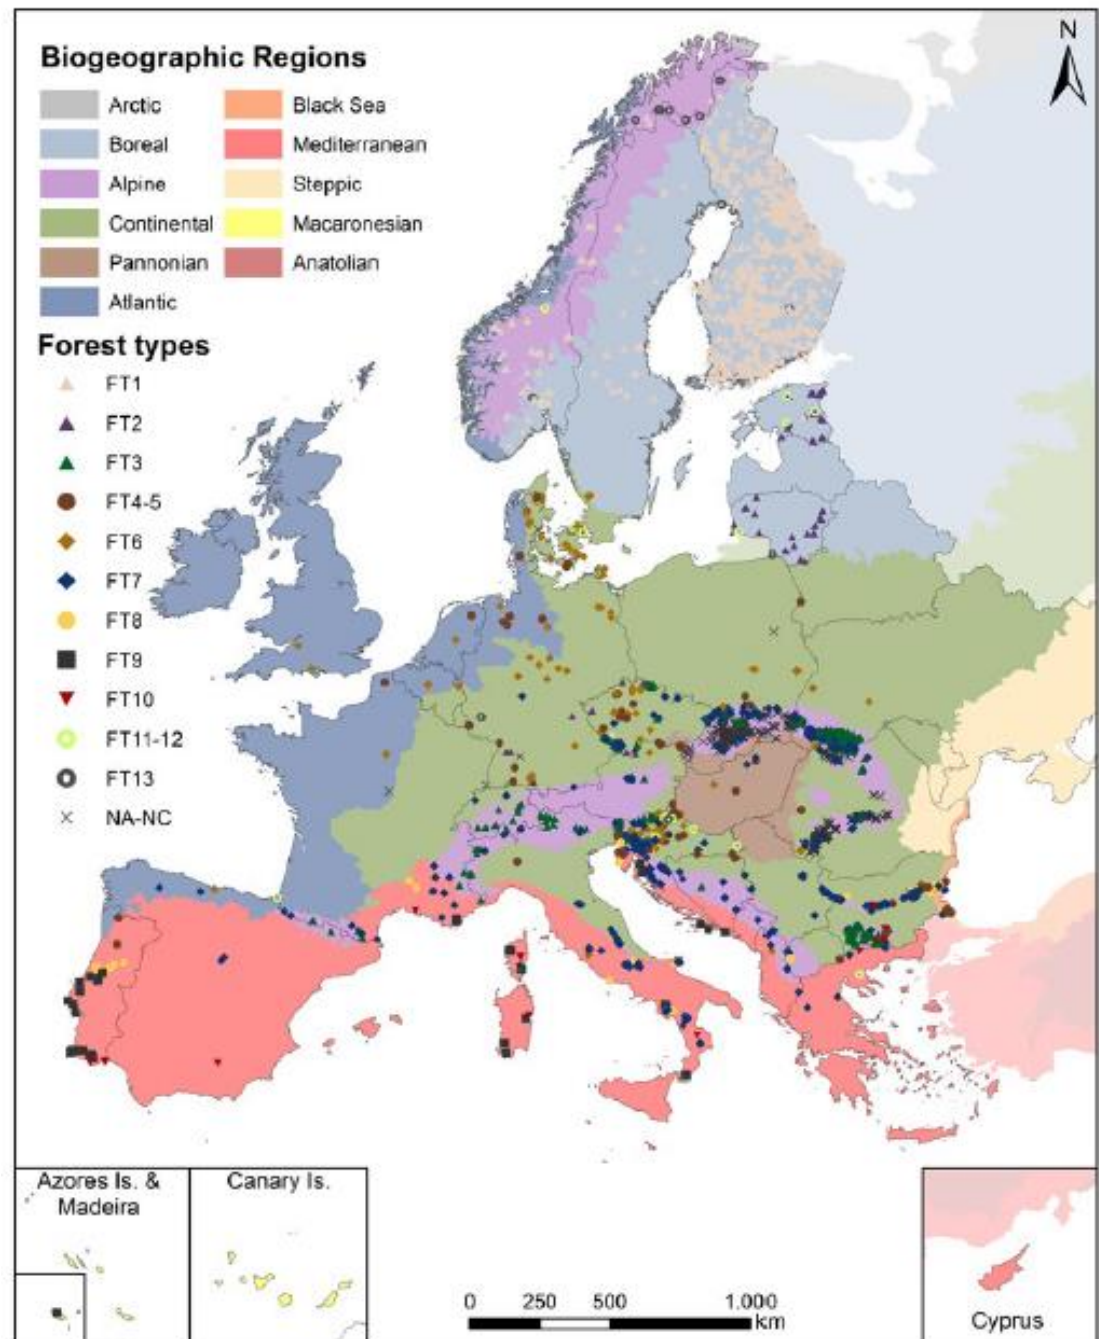 N
Biogeographic Regions
Arctic
Black Sea
Boreal
Mediterranean
Alpine
Steppic
Continental
Macaronesian
Pannonian
Anatolian
Atlantic
Forest types
FT1
FT2
FT3
FT4-5
FT6
FT7
FT8
FT9
FT10
FT11-12
FT13
NA-NC
Azores Is. &
Madeira
Canary Is.
0 250 500 1.000
km
Cyprus